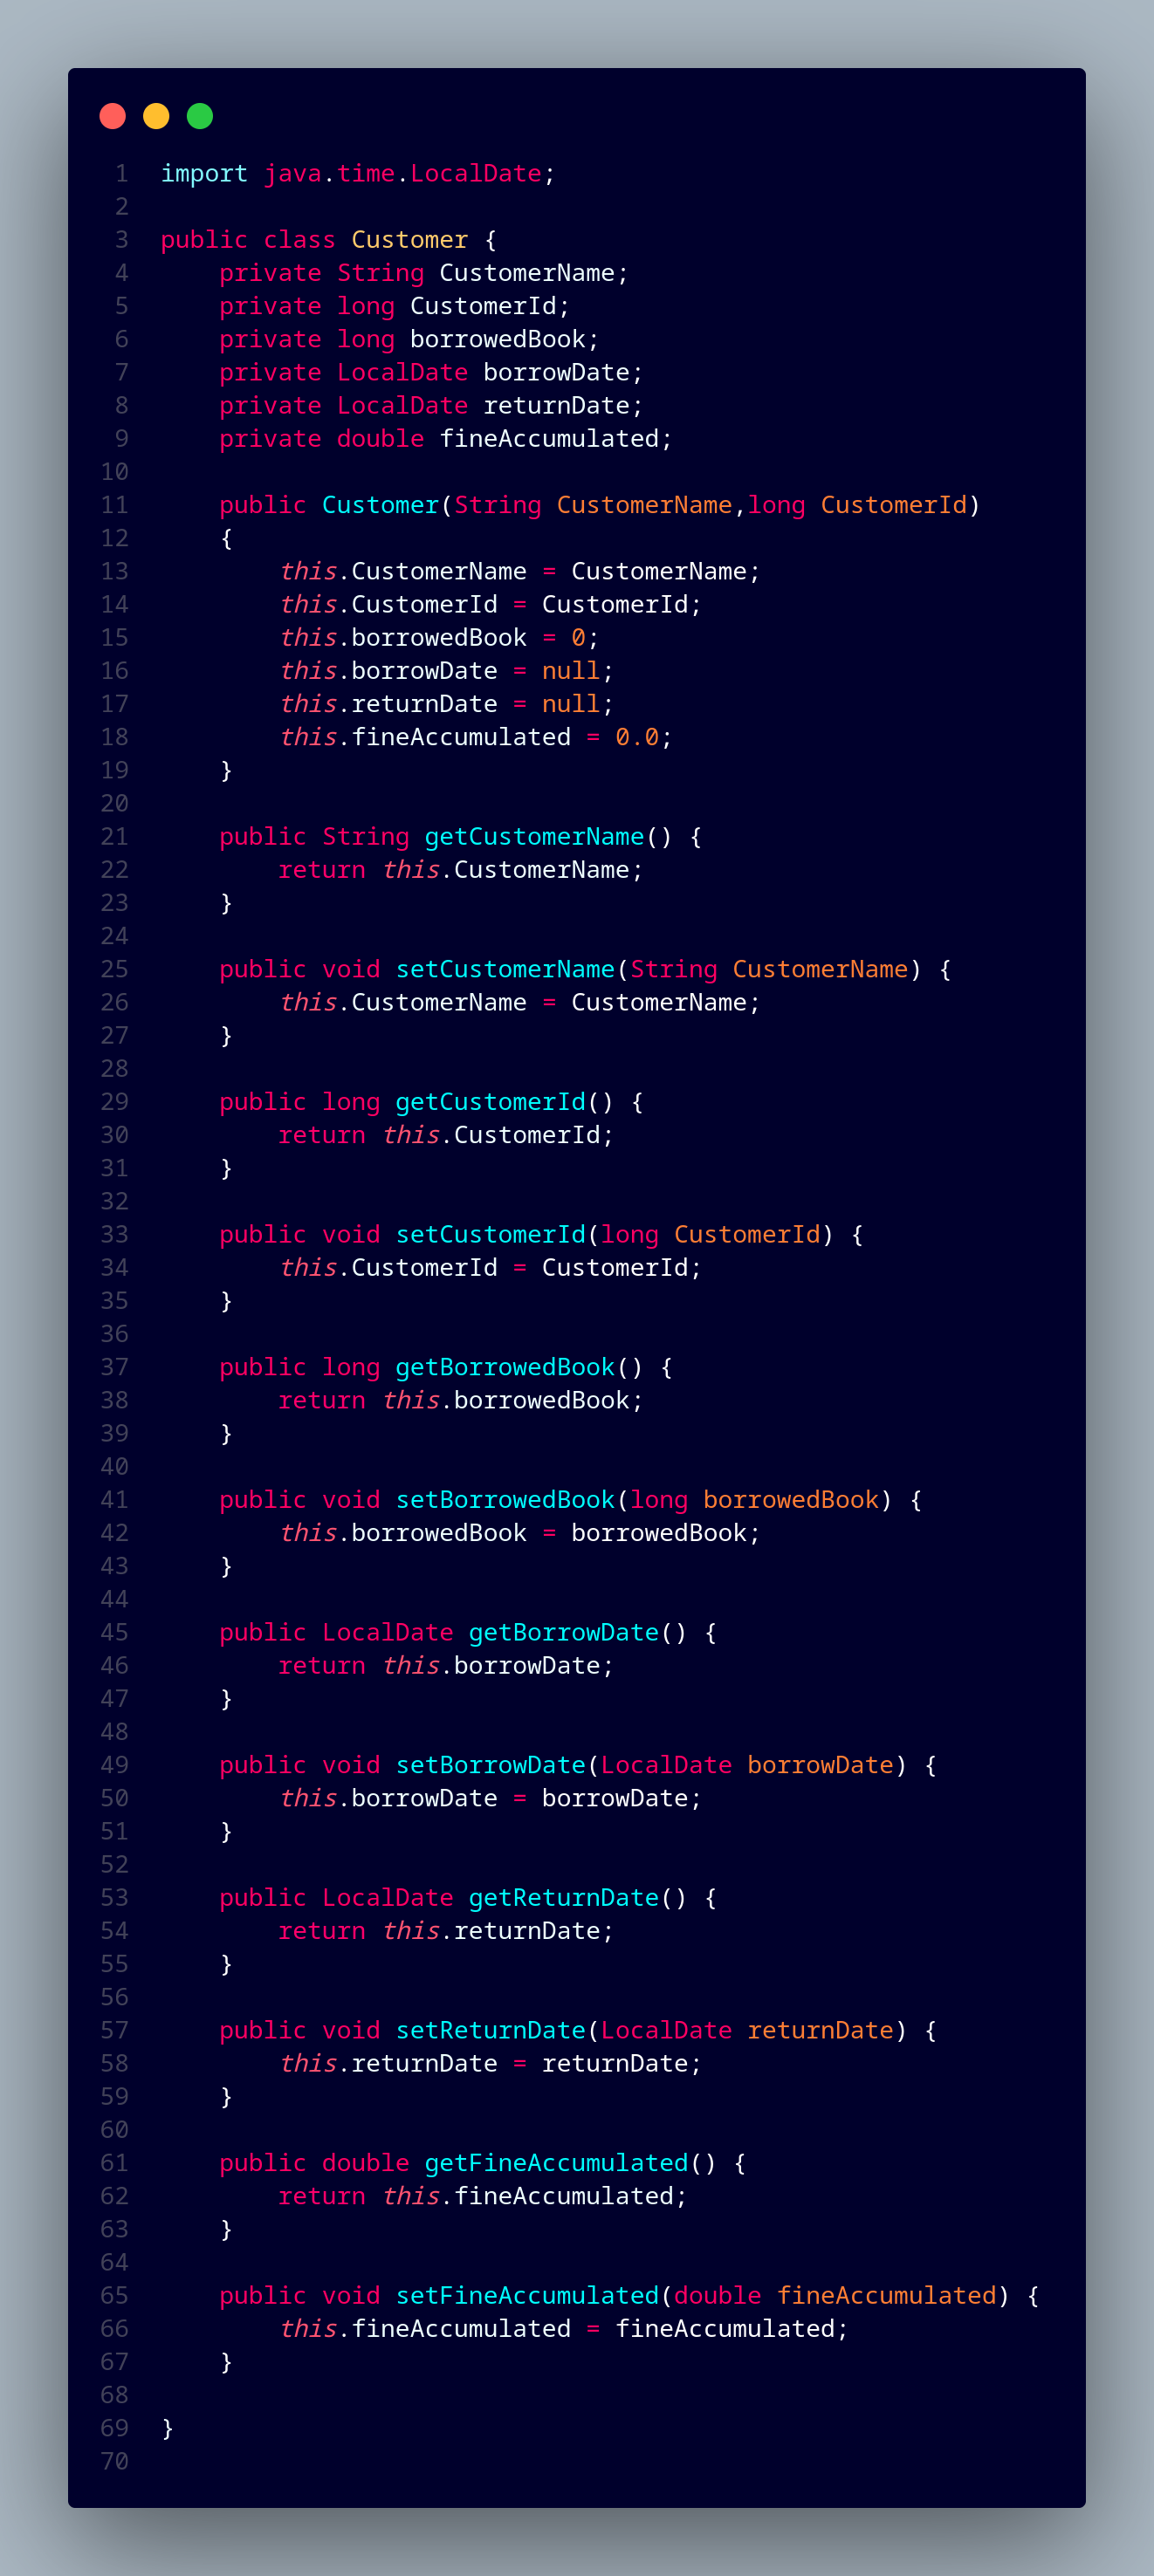 1 import java.time.LocalDate;
2
3 public class Customer {
4     private String CustomerName;
5     private long CustomerId;
6     private long borrowedBook;
7     private LocalDate borrowDate;
8     private LocalDate returnDate;
9     private double fineAccumulated;
10
11     public Customer(String CustomerName,long CustomerId)
12     {
13         this.CustomerName = CustomerName;
14         this.CustomerId = CustomerId;
15         this.borrowedBook = 0;
16         this.borrowDate = null;
17         this.returnDate = null;
18         this.fineAccumulated = 0.0;
19     }
20
21     public String getCustomerName() {
22         return this.CustomerName;
23     }
24
25     public void setCustomerName(String CustomerName) {
26         this.CustomerName = CustomerName;
27     }
28
29     public long getCustomerId() {
30         return this.CustomerId;
31     }
32
33     public void setCustomerId(long CustomerId) {
34         this.CustomerId = CustomerId;
35     }
36
37     public long getBorrowedBook() {
38         return this.borrowedBook;
39     }
40
41     public void setBorrowedBook(long borrowedBook) {
42         this.borrowedBook = borrowedBook;
43     }
44
45     public LocalDate getBorrowDate() {
46         return this.borrowDate;
47     }
48
49     public void setBorrowDate(LocalDate borrowDate) {
50         this.borrowDate = borrowDate;
51     }
52
53     public LocalDate getReturnDate() {
54         return this.returnDate;
55     }
56
57     public void setReturnDate(LocalDate returnDate) {
58         this.returnDate = returnDate;
59     }
60
61     public double getFineAccumulated() {
62         return this.fineAccumulated;
63     }
64
65     public void setFineAccumulated(double fineAccumulated) {
66         this.fineAccumulated = fineAccumulated;
67     }
68
69 }
70